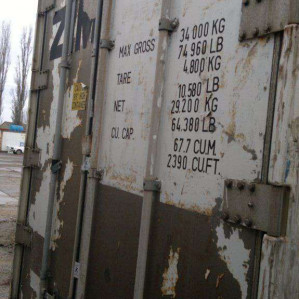 ZIM
MAX GROSS 34 000 KG
74 960 LB
TARE 4.800 KG
10.580 LB
NET 29.200 KG
64.380 LB
CU. CAP. 67.7 CU.M.
2390 CU.FT.